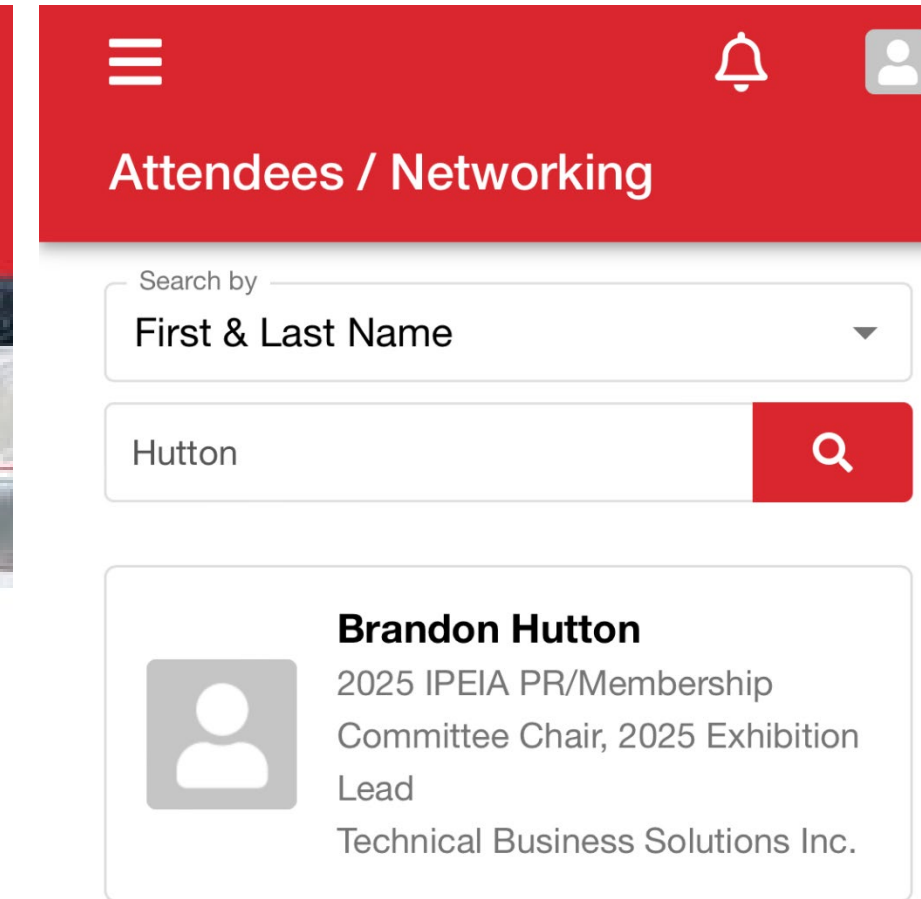 Attendees / Networking
Search by
First & Last Name
Hutton
Brandon Hutton
2025 IPEIA PR/Membership
Committee Chair, 2025 Exhibition
Lead
Technical Business Solutions Inc.